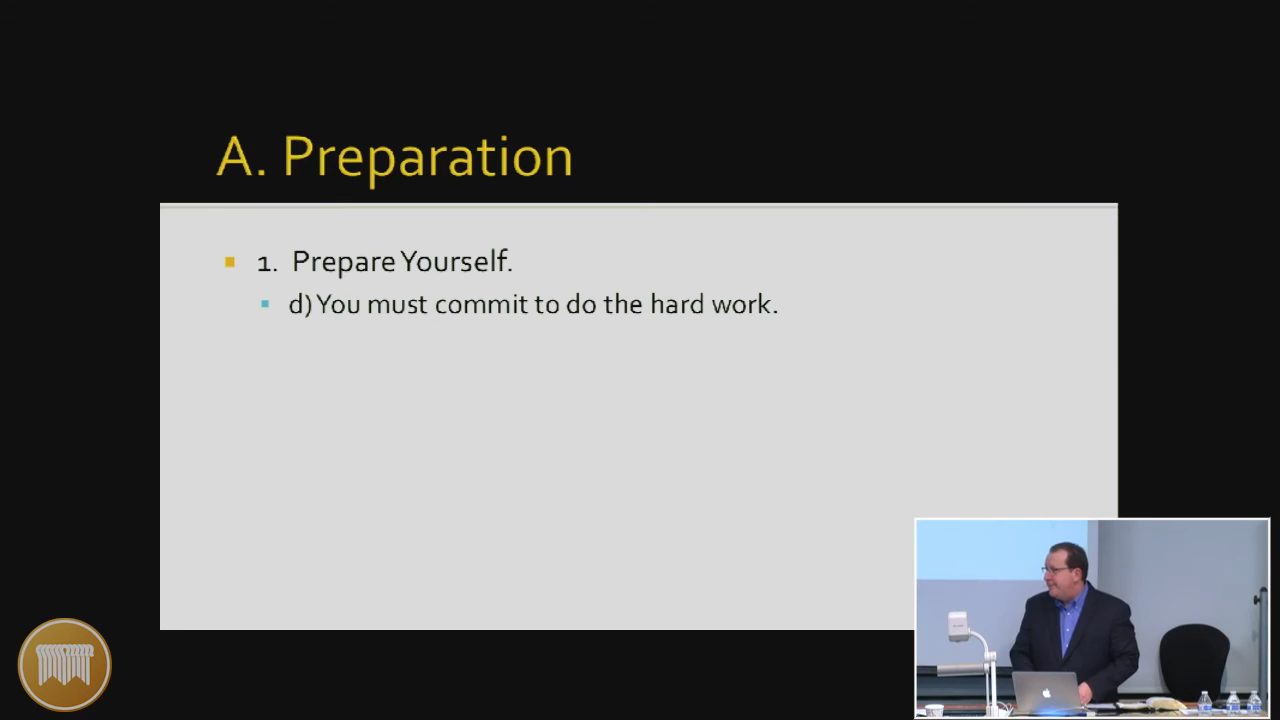 A. Preparation
1. Prepare Yourself.
d) You must commit to do the hard work.